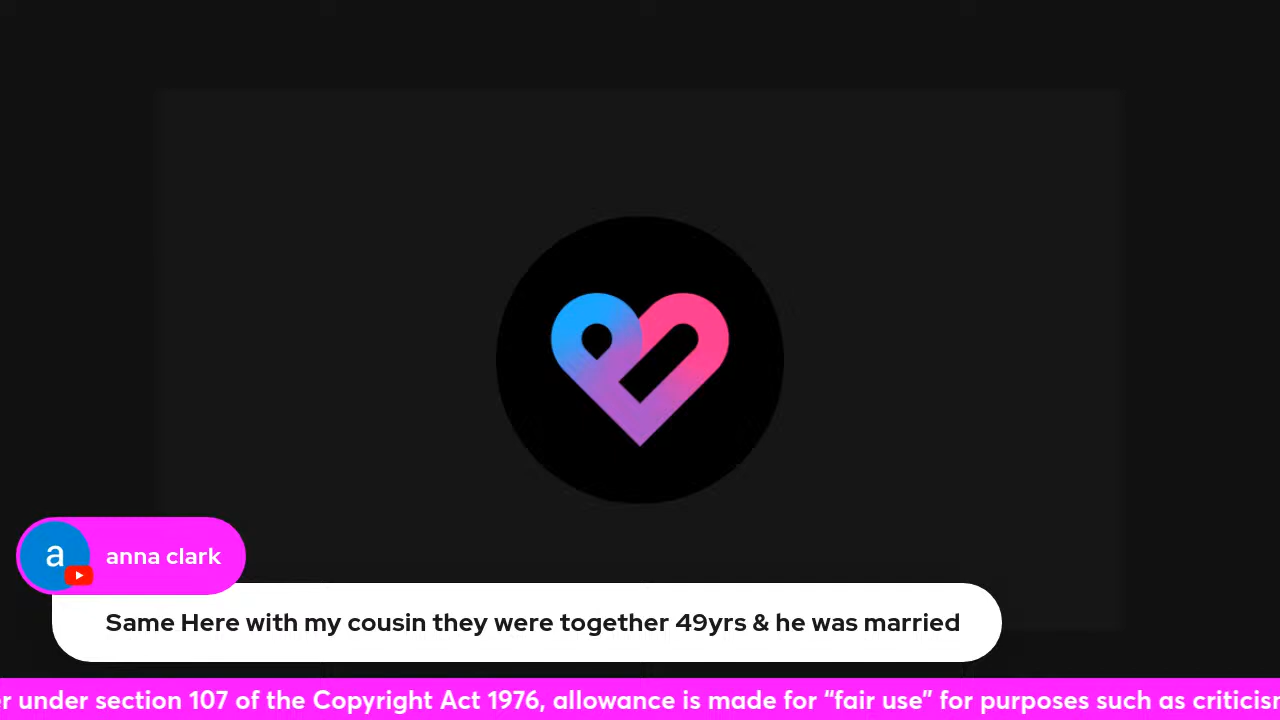 a
anna clark
Same Here with my cousin they were together 49yrs & he was married
under section 107 of the Copyright Act 1976, allowance is made for “fair use” for purposes such as